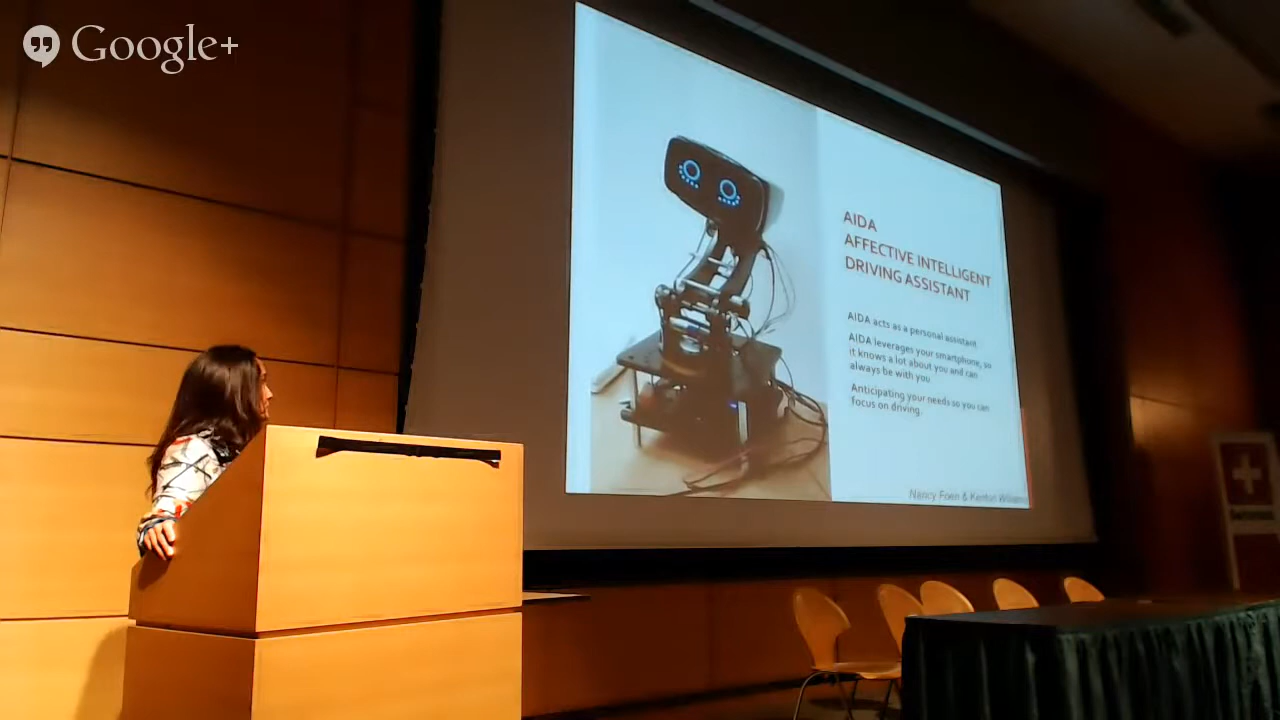 Google+
AIDA
AFFECTIVE INTELLIGENT
DRIVING ASSISTANT
AIDA acts as a personal assistant
AIDA leverages your smartphone, so
it knows a lot about you and can
always be with you
Anticipating your needs so you can
focus on driving.
Nancy Foen & Kenton Williams